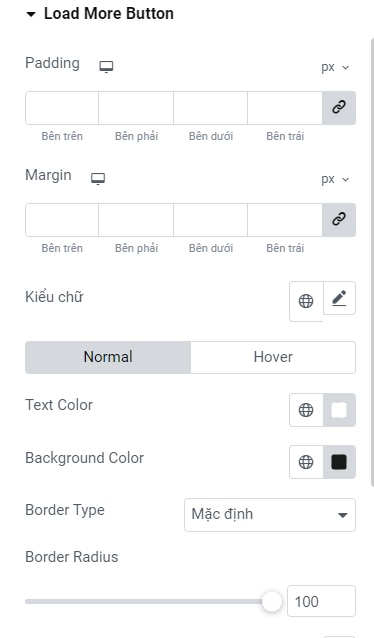 Load More Button
Padding px
Bên trên Bên phải Bên dưới Bên trái
Margin px
Bên trên Bên phải Bên dưới Bên trái
Kiểu chữ
Normal Hover
Text Color
Background Color
Border Type Mặc định
Border Radius
100